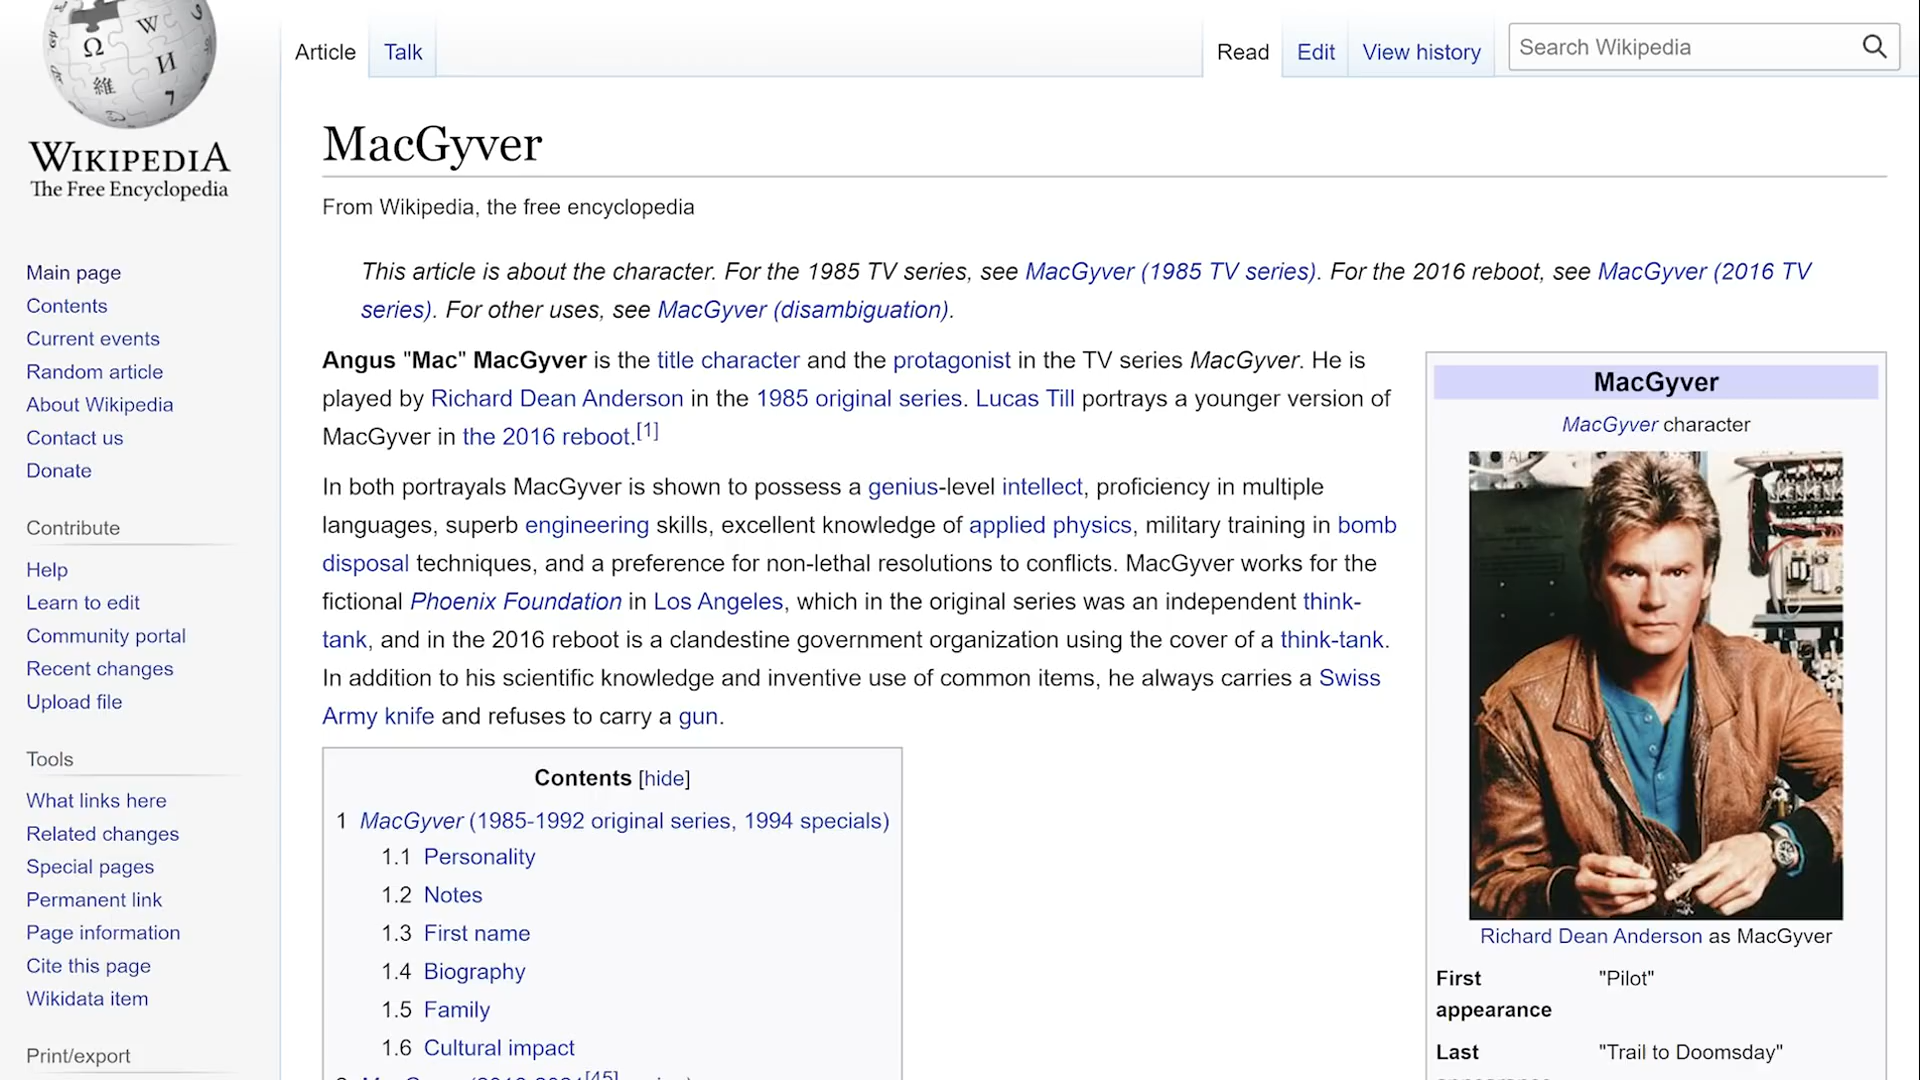 Article
Talk
Read
Edit
View history
Search Wikipedia
Ω
W
И
維
WIKIPEDIA
The Free Encyclopedia
Main page
Contents
Current events
Random article
About Wikipedia
Contact us
Donate
Contribute
Help
Learn to edit
Community portal
Recent changes
Upload file
Tools
What links here
Related changes
Special pages
Permanent link
Page information
Cite this page
Wikidata item
Print/export
MacGyver
From Wikipedia, the free encyclopedia
This article is about the character. For the 1985 TV series, see MacGyver (1985 TV series). For the 2016 reboot, see MacGyver (2016 TV
series). For other uses, see MacGyver (disambiguation).
Angus "Mac" MacGyver is the title character and the protagonist in the TV series MacGyver. He is
played by Richard Dean Anderson in the 1985 original series. Lucas Till portrays a younger version of
MacGyver in the 2016 reboot.[1]
In both portrayals MacGyver is shown to possess a genius-level intellect, proficiency in multiple
languages, superb engineering skills, excellent knowledge of applied physics, military training in bomb
disposal techniques, and a preference for non-lethal resolutions to conflicts. MacGyver works for the
fictional Phoenix Foundation in Los Angeles, which in the original series was an independent think-
tank, and in the 2016 reboot is a clandestine government organization using the cover of a think-tank.
In addition to his scientific knowledge and inventive use of common items, he always carries a Swiss
Army knife and refuses to carry a gun.
Contents [hide]
1 MacGyver (1985-1992 original series, 1994 specials)
1.1 Personality
1.2 Notes
1.3 First name
1.4 Biography
1.5 Family
1.6 Cultural impact
MacGyver
MacGyver character
Richard Dean Anderson as MacGyver
First "Pilot"
appearance
Last "Trail to Doomsday"